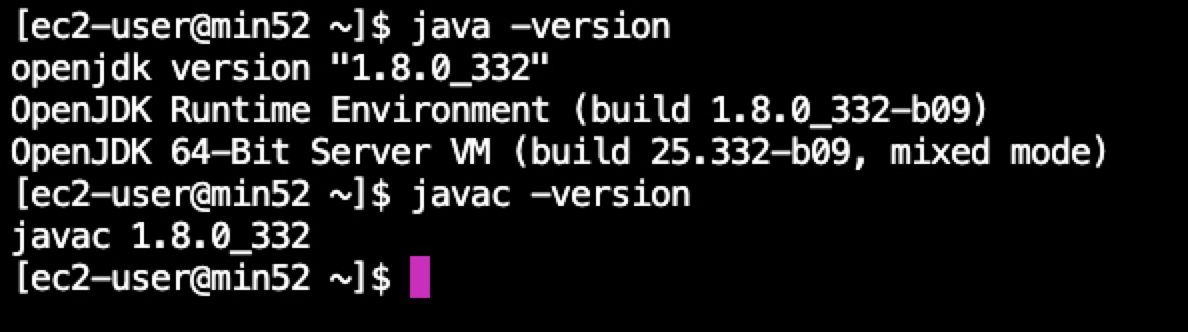 [ec2-user@min52 ~]$ java -version
openjdk version "1.8.0_332"
OpenJDK Runtime Environment (build 1.8.0_332-b09)
OpenJDK 64-Bit Server VM (build 25.332-b09, mixed mode)
[ec2-user@min52 ~]$ javac -version
javac 1.8.0_332
[ec2-user@min52 ~]$